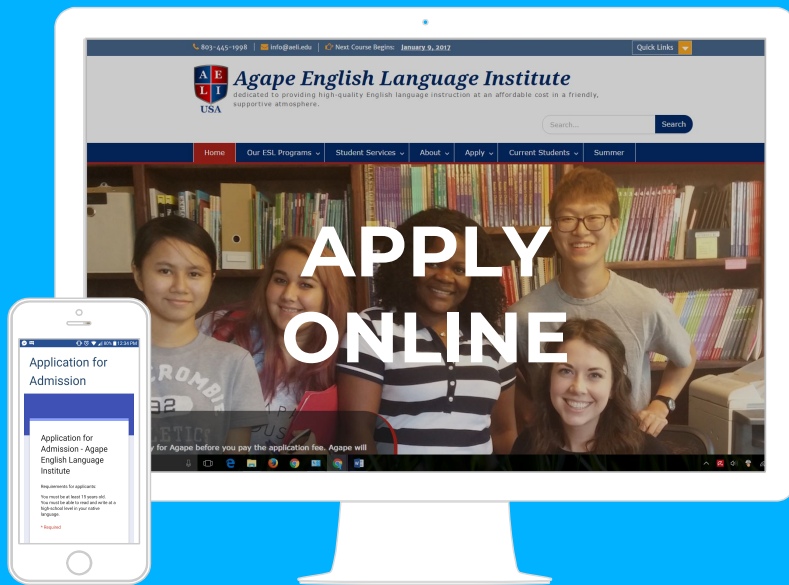 803-445-1998 | info@aeli.edu | Next Course Begins: January 9, 2017
Quick Links
A E
L I
USA
Agape English Language Institute
dedicated to providing high-quality English language instruction at an affordable cost in a friendly,
supportive atmosphere.
Search...
Search
Home
Our ESL Programs
Student Services
About
Apply
Current Students
Summer
APPLY
ONLINE
y for Agape before you pay the application fee. Agape will
80% 12:34 PM
Application for
Admission
Application for
Admission - Agape
English Language
Institute
Requirements for applicants:
You must be at least 15 years old.
You must be able to read and write at a
high-school level in your native
language.
* Required